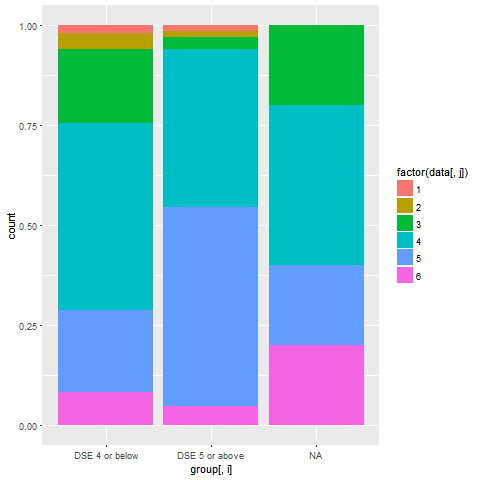 1.00
0.75
0.50
0.25
0.00
count
DSE 4 or below
DSE 5 or above
NA
group[, i]
factor(data[, j])
1
2
3
4
5
6